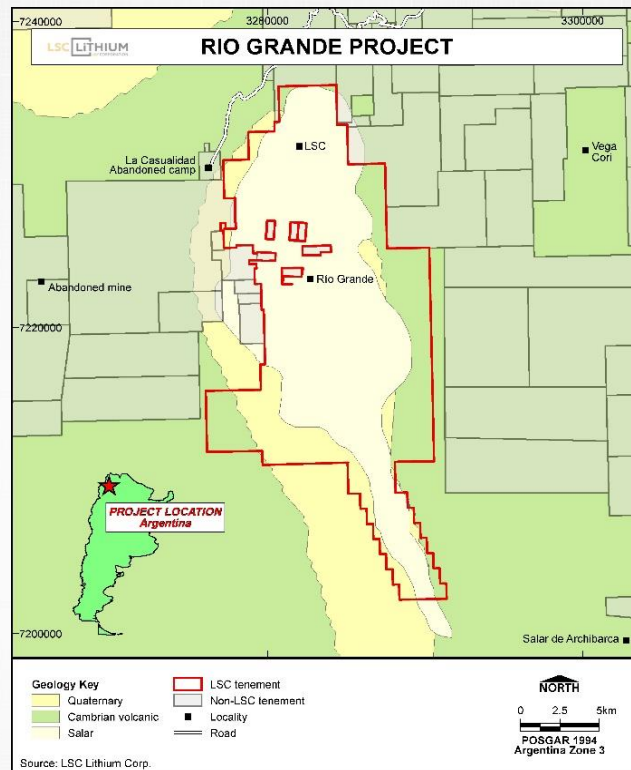 7240000
3280000
3300000
LSC LITHIUM
RIO GRANDE PROJECT
La Casualidad
Abandoned camp
LSC
Vega
Cori
Abandoned mine
Río Grande
7220000
PROJECT LOCATION
Argentina
7200000
Salar de Archibarca
Geology Key
Quaternary
Cambrian volcanic
Salar
LSC tenement
Non-LSC tenement
Locality
Road
NORTH
0 2.5 5km
POSGAR 1994
Argentina Zone 3
Source: LSC Lithium Corp.